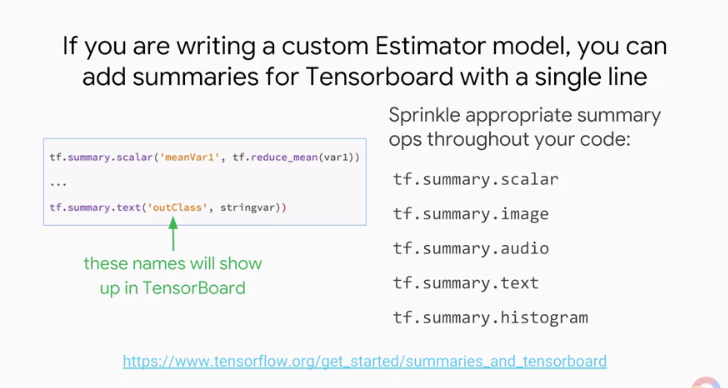 If you are writing a custom Estimator model, you can
add summaries for Tensorboard with a single line
Sprinkle appropriate summary
ops throughout your code:
tf.summary.scalar('meanVar1', tf.reduce_mean(var1))
...
tf.summary.text('outClass', stringvar))
these names will show
up in TensorBoard
tf.summary.scalar
tf.summary.image
tf.summary.audio
tf.summary.text
tf.summary.histogram
https://www.tensorflow.org/get_started/summaries_and_tensorboard